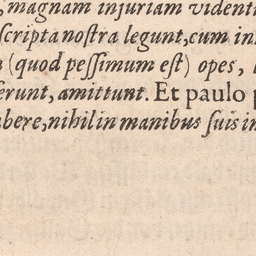 , magnam injuriam videnti
scripta nostra legunt, cum in
(quod pessimum est) opes,
erunt, amittunt. Et paulo
bere, nihil in manibus suis in